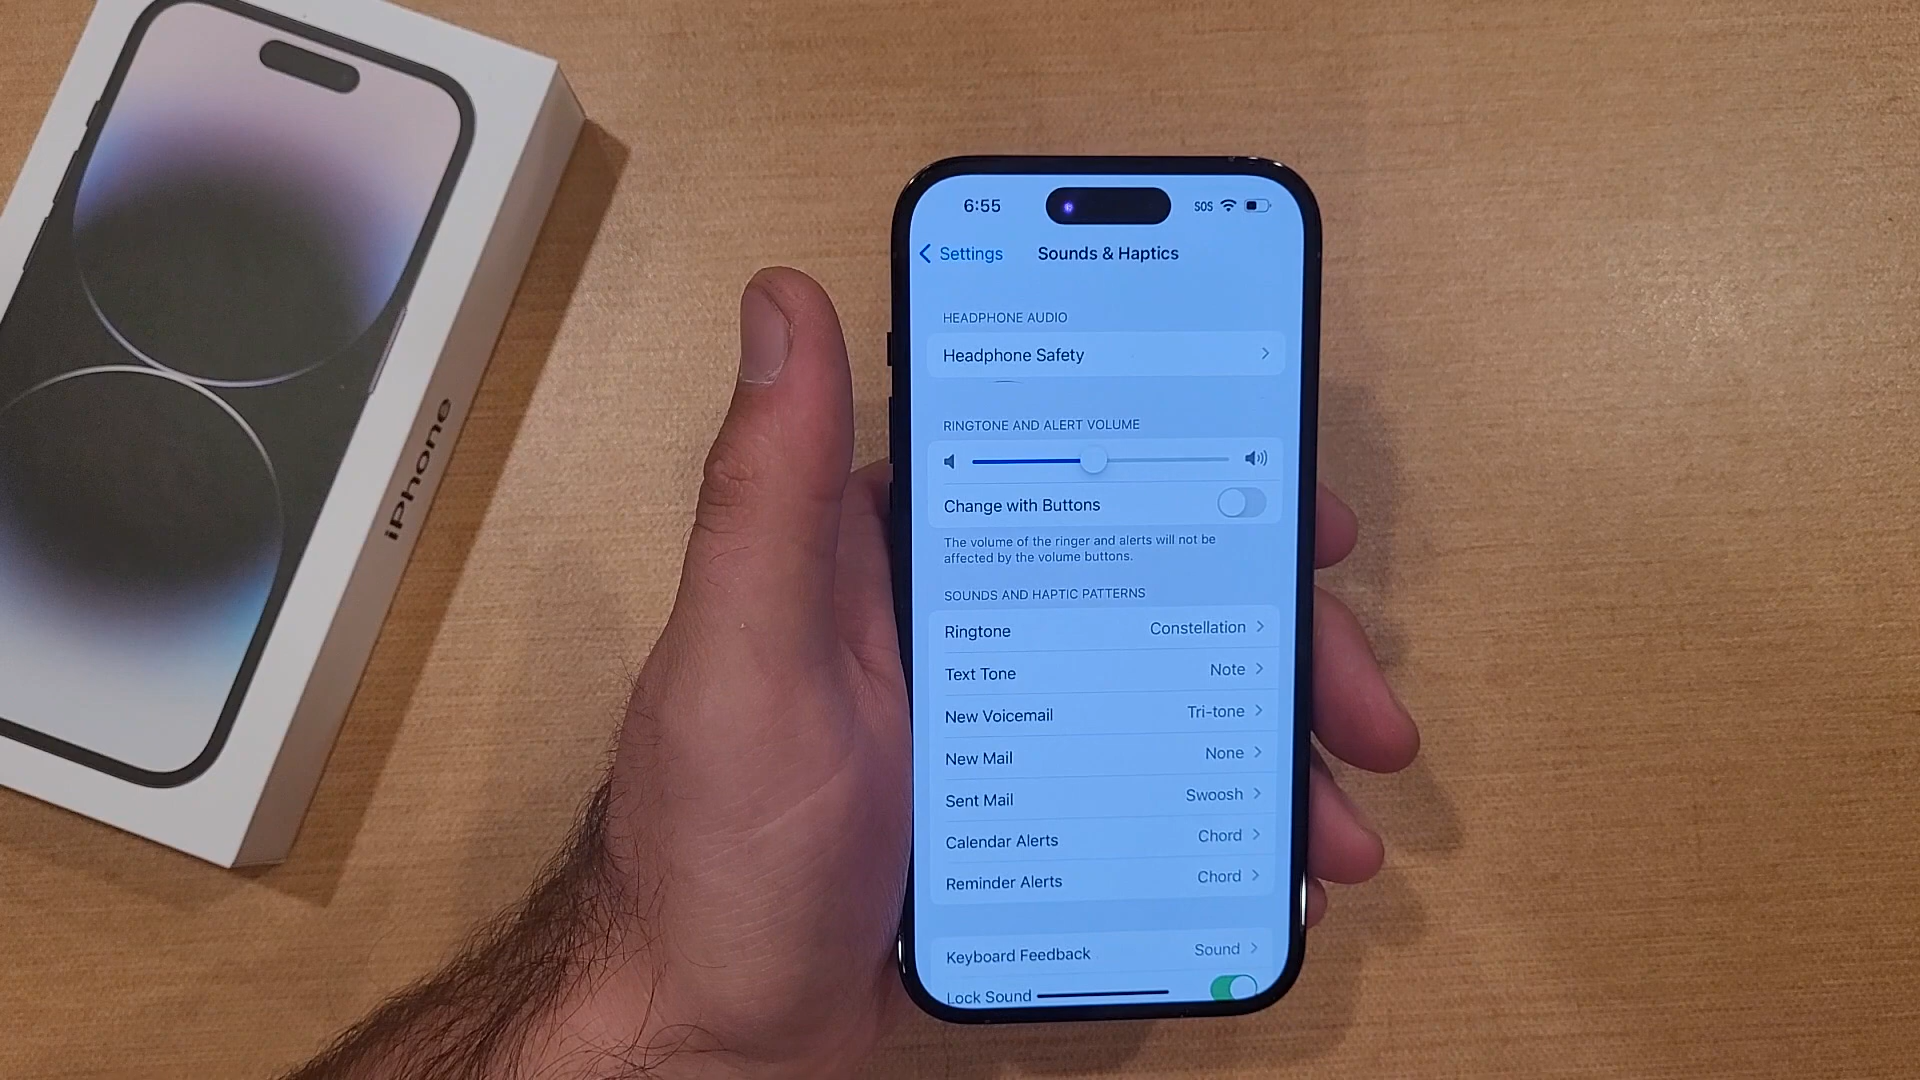 iPhone
6:55 SOS
Settings Sounds & Haptics
HEADPHONE AUDIO
Headphone Safety
RINGTONE AND ALERT VOLUME
Change with Buttons
The volume of the ringer and alerts will not be
affected by the volume buttons.
SOUNDS AND HAPTIC PATTERNS
Ringtone Constellation
Text Tone Note
New Voicemail Tri-tone
New Mail None
Sent Mail Swoosh
Calendar Alerts Chord
Reminder Alerts Chord
Keyboard Feedback Sound
Lock Sound